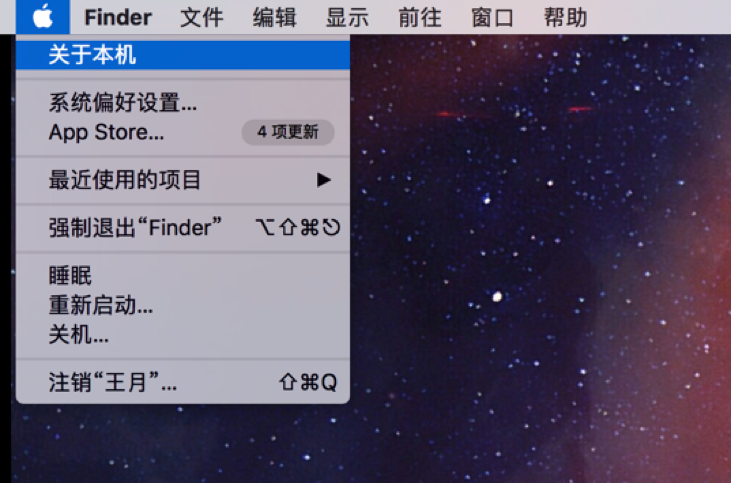 Finder 文件 编辑 显示 前往 窗口 帮助
关于本机
系统偏好设置...
App Store... 4 项更新
最近使用的项目 ▶
强制退出“Finder” ⌥⇧⌘⎋
睡眠
重新启动...
关机...
注销“王月”... ⇧⌘Q